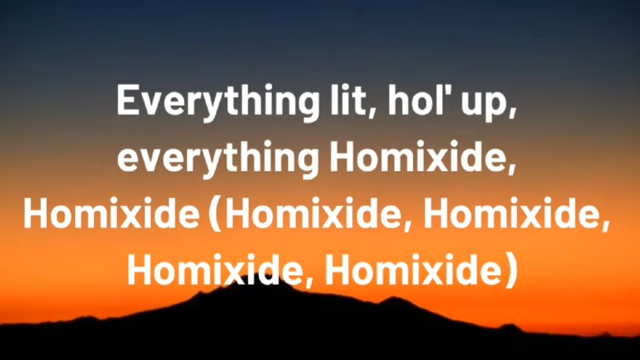 Everything lit, hol' up,
everything Homixide,
Homixide (Homixide, Homixide,
Homixide, Homixide)